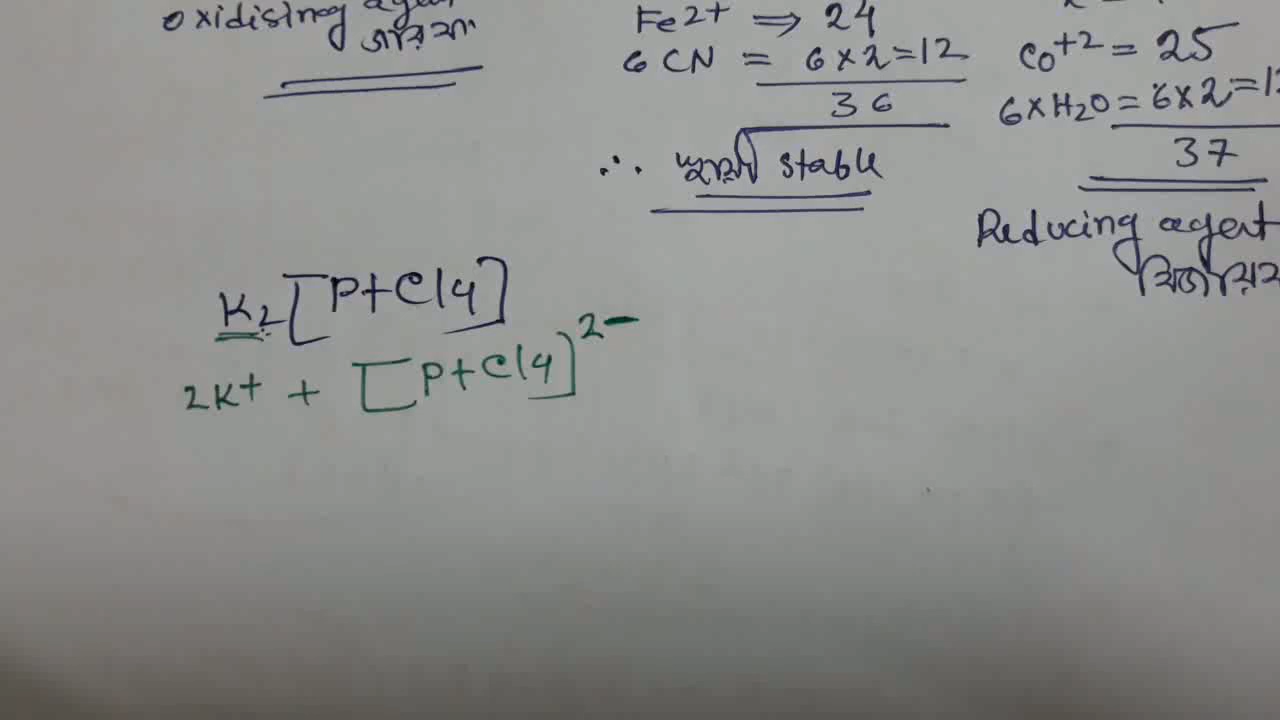 oxidising
Fe2+ ⇒ 24
6 CN = 6×2=12
36
∴ stable
Co+2 = 25
6×H2O = 6×2=12
37
Reducing agent
K2[PtCl4]
2K+ + [PtCl4]2-